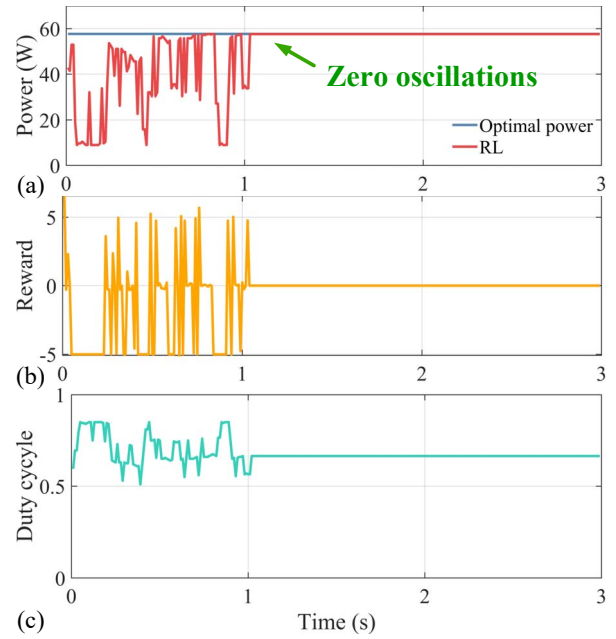 60
40
20
0
Power (W)
Zero oscillations
Optimal power
RL
(a)
0
1
2
3
5
0
-5
Reward
(b)
0
1
2
3
1
0.5
0
Duty cycyle
(c)
0
1
2
3
Time (s)